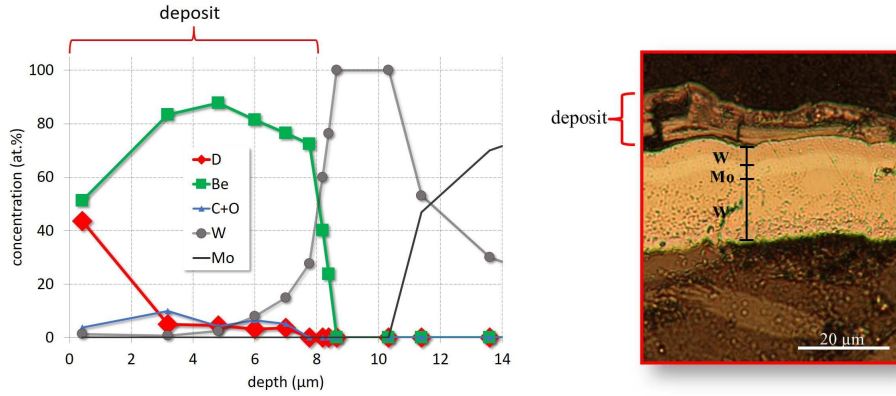 deposit
100
80
60
40
20
0
concentration (at.%)
D
Be
C+O
W
Mo
0 2 4 6 8 10 12 14
depth (µm)
deposit
W
Mo
W
20 µm